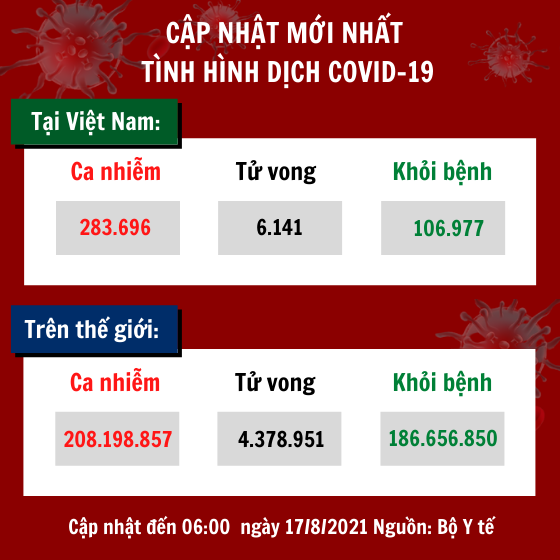 CẬP NHẬT MỚI NHẤT
TÌNH HÌNH DỊCH COVID-19
Tại Việt Nam:
Ca nhiễm Tử vong Khỏi bệnh
283.696 6.141 106.977
Trên thế giới:
Ca nhiễm Tử vong Khỏi bệnh
208.198.857 4.378.951 186.656.850
Cập nhật đến 06:00 ngày 17/8/2021 Nguồn: Bộ Y tế